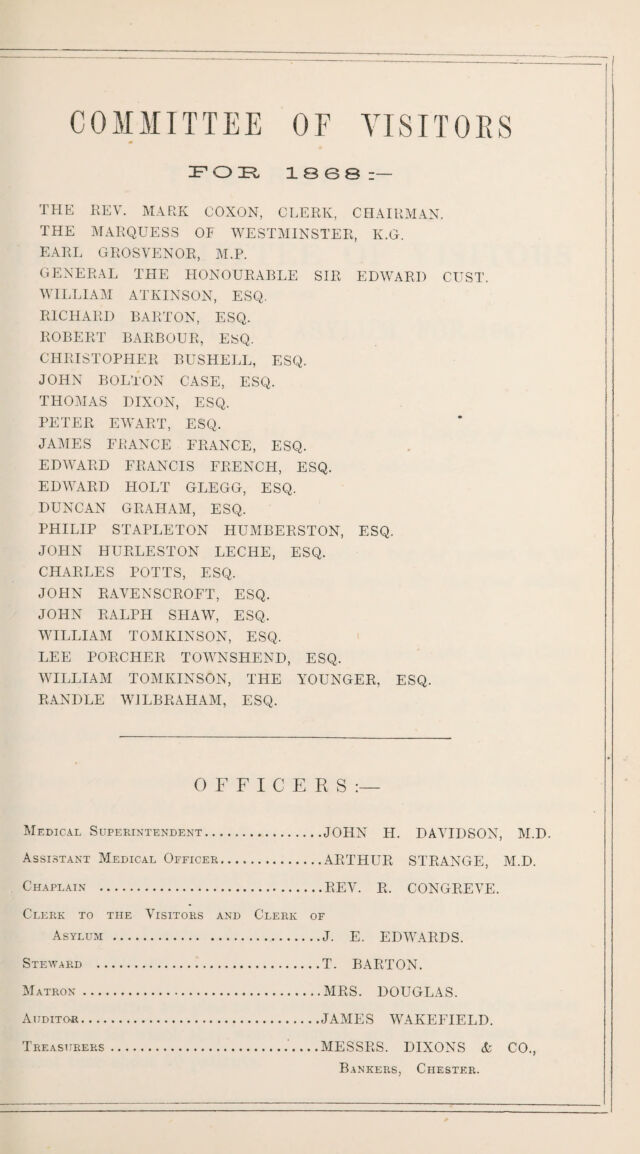 COMMITTEE OF VISITORS
FOR 1868:—
THE REV. MARK COXON, CLERK, CHAIRMAN.
THE MARQUESS OF WESTMINSTER, K.G.
EARL GROSVENOR, M.P.
GENERAL THE HONOURABLE SIR EDWARD CUST.
WILLIAM ATKINSON, ESQ.
RICHARD BARTON, ESQ.
ROBERT BARBOUR, ESQ.
CHRISTOPHER BUSHELL, ESQ.
JOHN BOLTON CASE, ESQ.
THOMAS DIXON, ESQ.
PETER EWART, ESQ.
JAMES FRANCE FRANCE, ESQ.
EDWARD FRANCIS FRENCH, ESQ.
EDWARD HOLT GLEGG, ESQ.
DUNCAN GRAHAM, ESQ.
PHILIP STAPLETON HUMBERSTON, ESQ.
JOHN HURLESTON LECHE, ESQ.
CHARLES POTTS, ESQ.
JOHN RAVENSCROFT, ESQ.
JOHN RALPH SHAW, ESQ.
WILLIAM TOMKINSON, ESQ.
LEE PORCHER TOWNSHEND, ESQ.
WILLIAM TOMKINSON, THE YOUNGER, ESQ.
RANDLE WILBRAHAM, ESQ.
OFFICERS:—
MEDICAL SUPERINTENDENT................JOHN H. DAVIDSON, M.D.
ASSISTANT MEDICAL OFFICER..............ARTHUR STRANGE, M.D.
CHAPLAIN ..............................REV. R. CONGREVE.
CLERK TO THE VISITORS AND CLERK OF
ASYLUM ............ ...............J. E. EDWARDS.
STEWARD ..............................T. BARTON.
MATRON ................................MRS. DOUGLAS.
AUDITOR................................JAMES WAKEFIELD.
TREASURERS ............................MESSRS. DIXONS & CO.,
BANKERS, CHESTER.